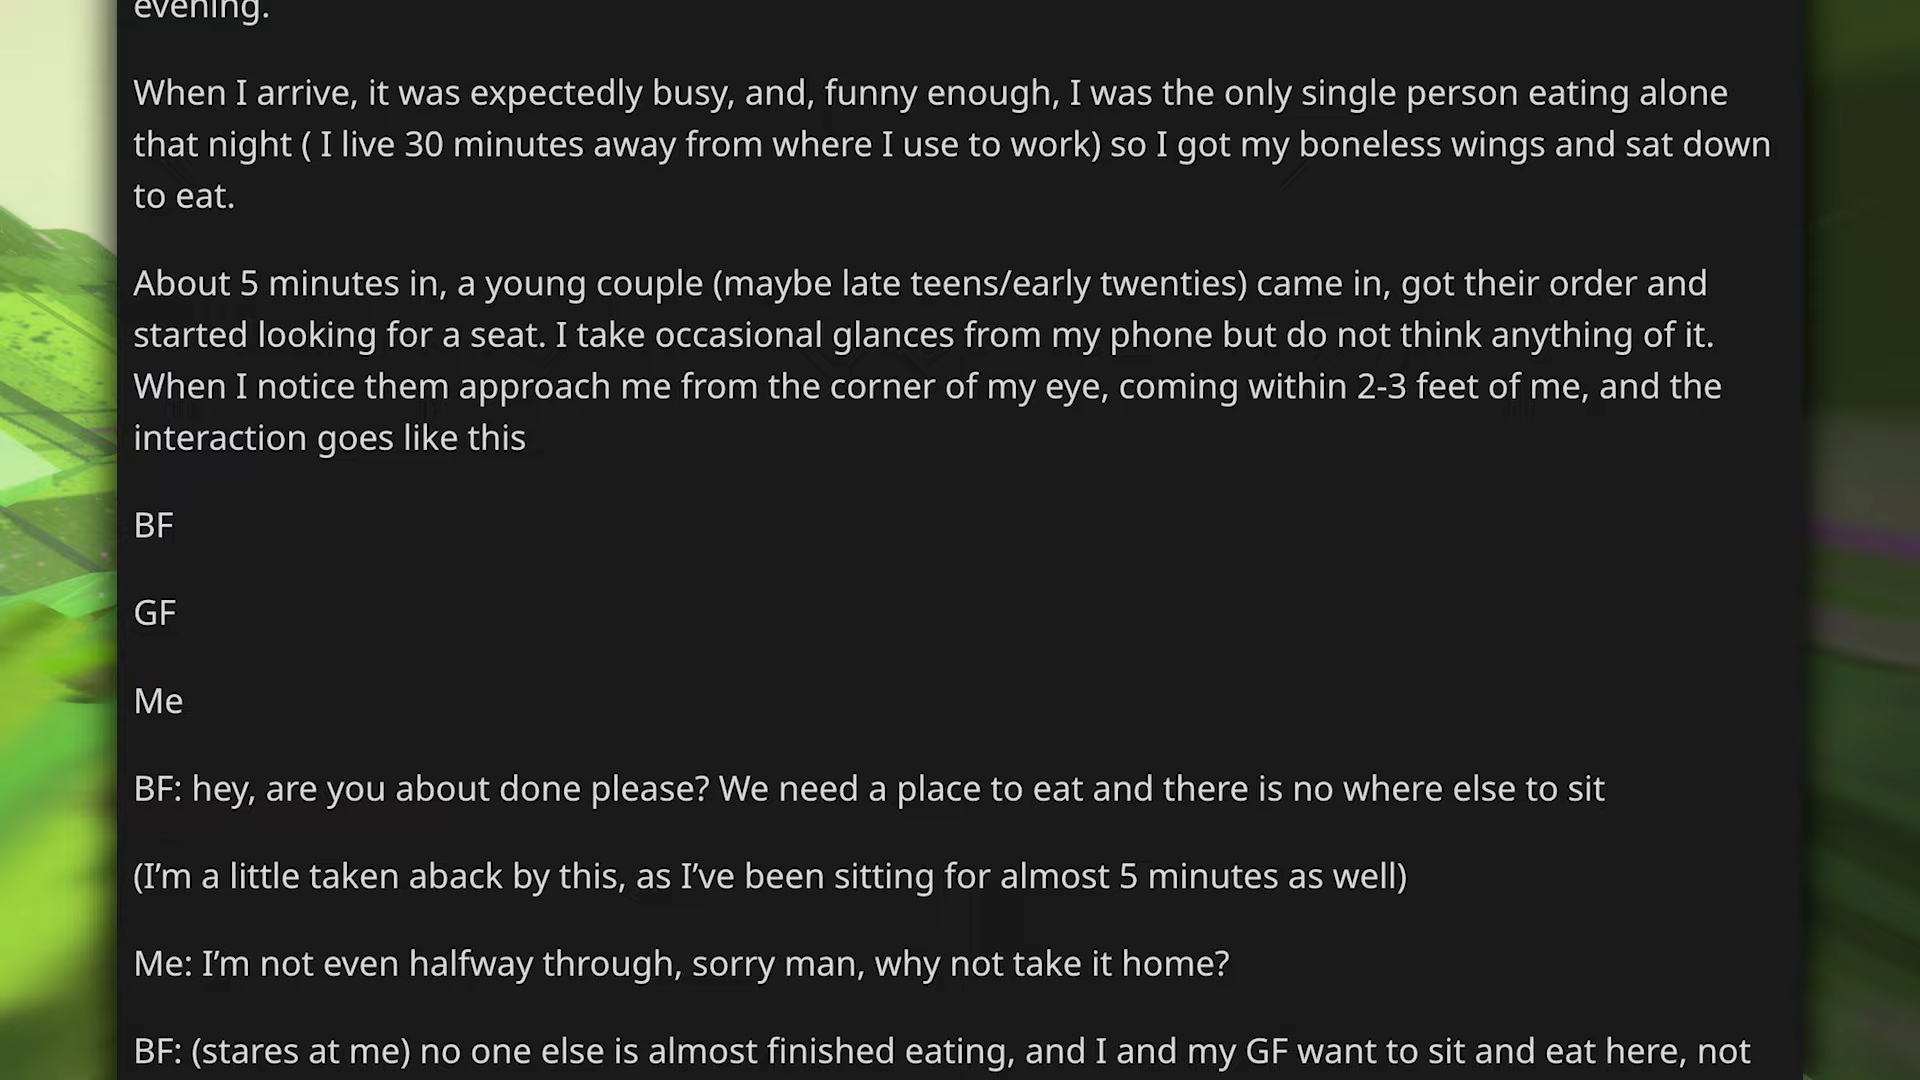 evening.
When I arrive, it was expectedly busy, and, funny enough, I was the only single person eating alone
that night ( I live 30 minutes away from where I use to work) so I got my boneless wings and sat down
to eat.
About 5 minutes in, a young couple (maybe late teens/early twenties) came in, got their order and
started looking for a seat. I take occasional glances from my phone but do not think anything of it.
When I notice them approach me from the corner of my eye, coming within 2-3 feet of me, and the
interaction goes like this
BF
GF
Me
BF: hey, are you about done please? We need a place to eat and there is no where else to sit
(I’m a little taken aback by this, as I’ve been sitting for almost 5 minutes as well)
Me: I’m not even halfway through, sorry man, why not take it home?
BF: (stares at me) no one else is almost finished eating, and I and my GF want to sit and eat here, not